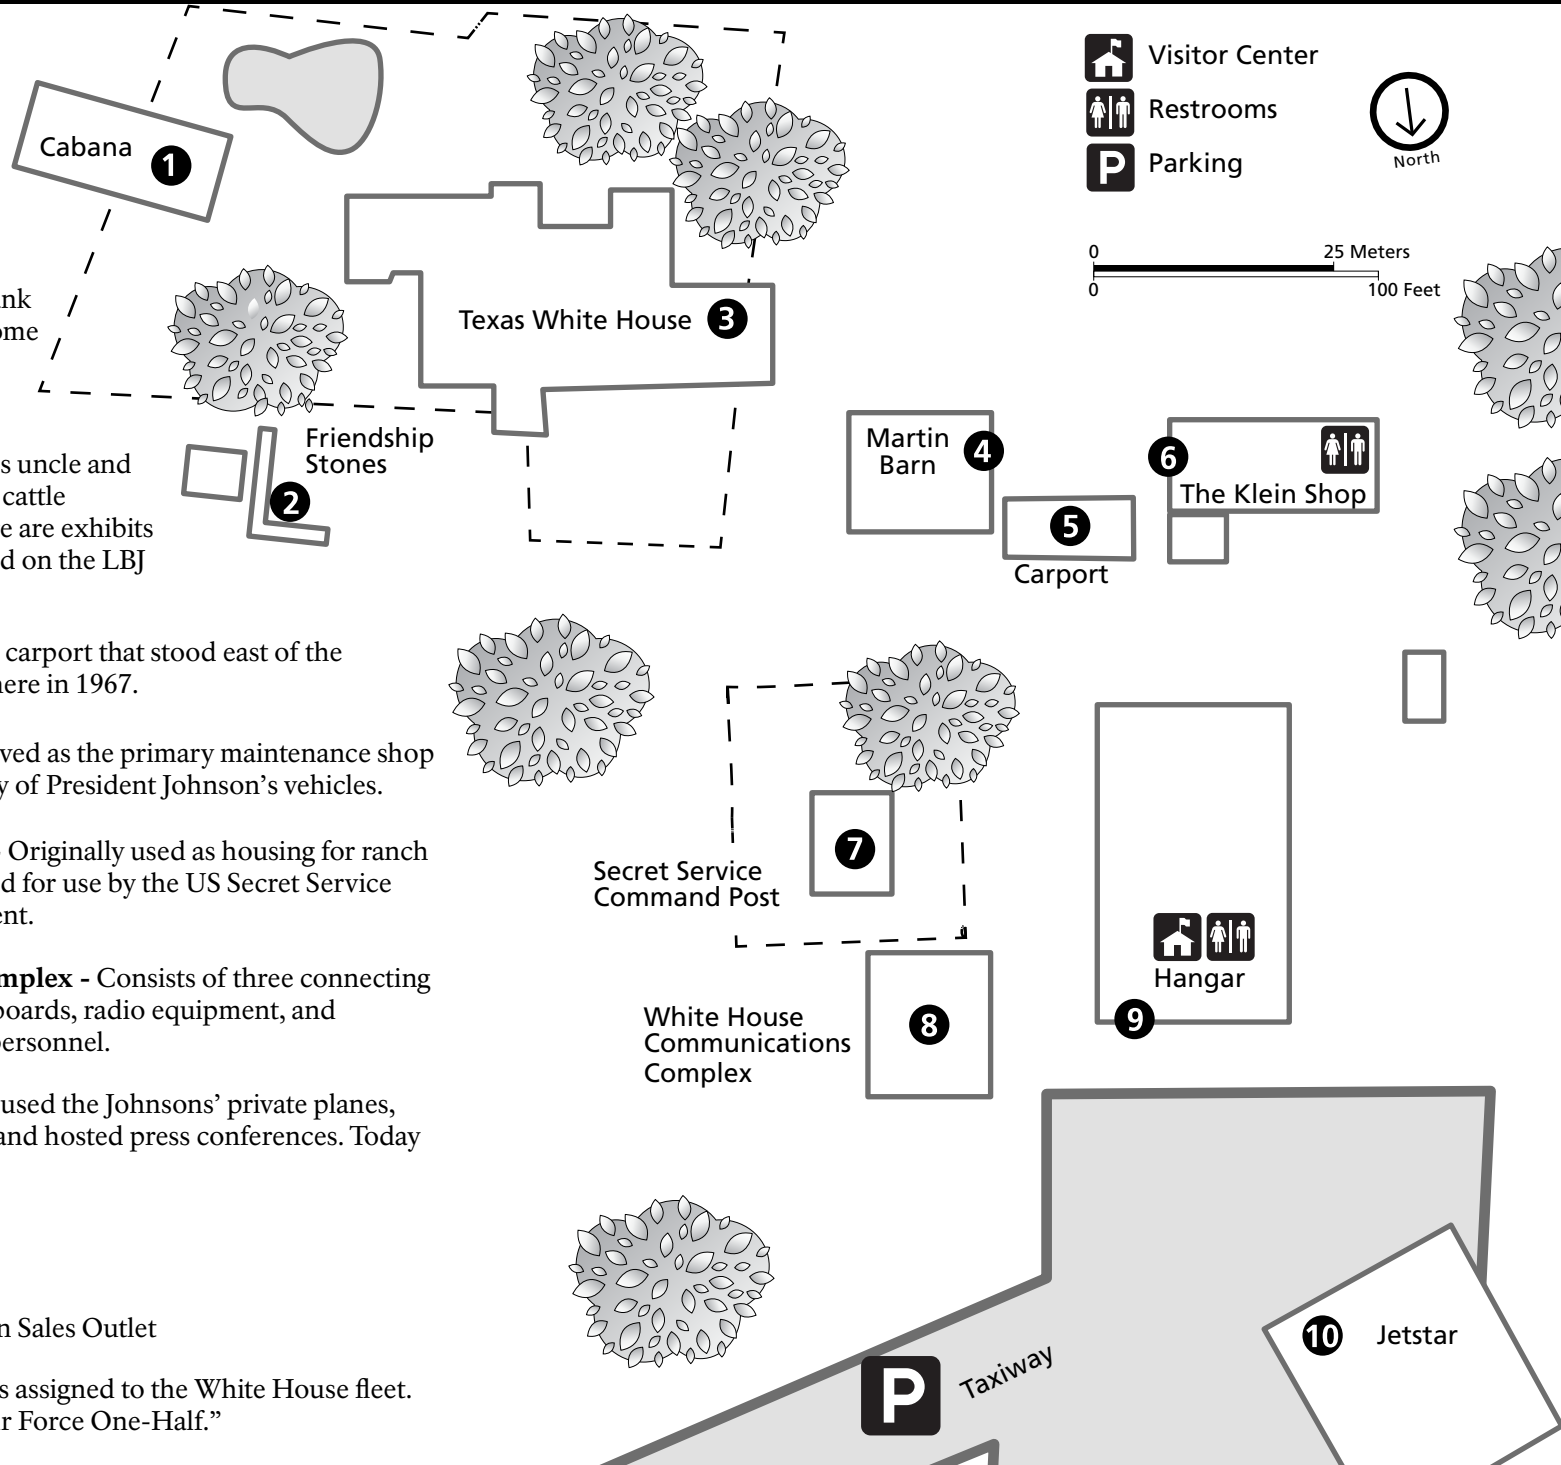 Visitor Center
Restrooms
P Parking
North
0 25 Meters
0 100 Feet
Cabana 1
Texas White House 3
Friendship
Stones
2
Martin
Barn
4
5
Carport
6
The Klein Shop
7
Secret Service
Command Post
White House
Communications
Complex
8
Hangar
9
P
Taxiway
10 Jetstar
uncle and
cattle
e are exhibits
d on the LBJ
carport that stood east of the
here in 1967.
ved as the primary maintenance shop
y of President Johnson’s vehicles.
Originally used as housing for ranch
d for use by the US Secret Service
ent.
mplex - Consists of three connecting
boards, radio equipment, and
personnel.
used the Johnsons’ private planes,
and hosted press conferences. Today
n Sales Outlet
s assigned to the White House fleet.
r Force One-Half.”